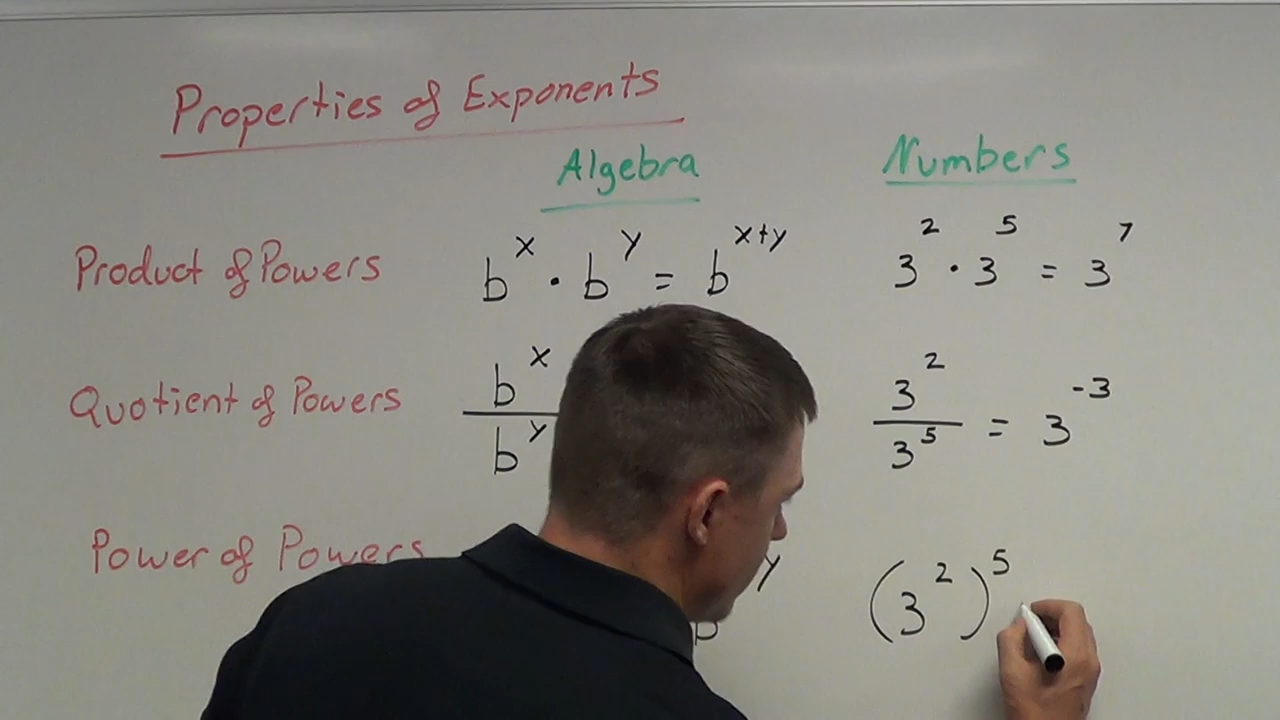 Properties of Exponents
Algebra Numbers
Product of Powers b^x · b^y = b^(x+y) 3^2 · 3^5 = 3^7
Quotient of Powers b^x / b^y 3^2 / 3^5 = 3^-3
Power of Powers y (3^2)^5